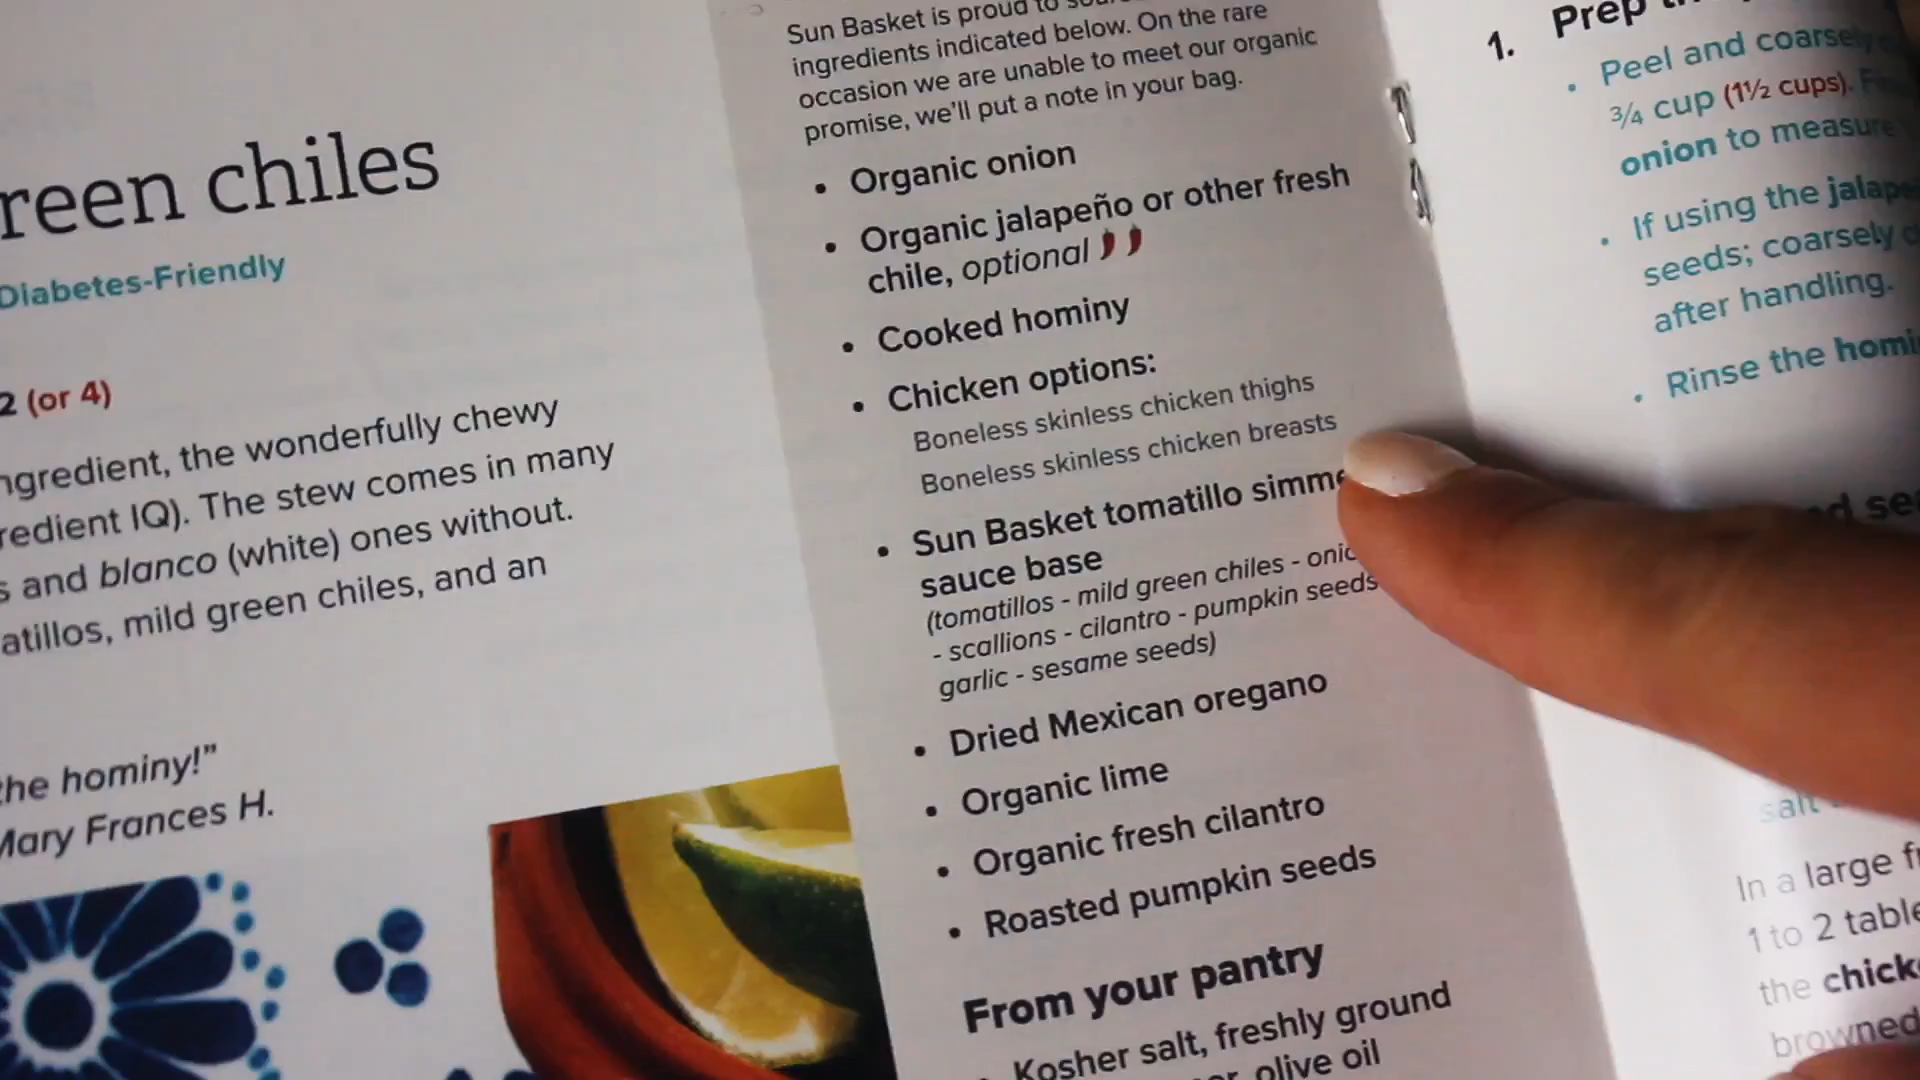 reen chiles
Diabetes-Friendly
2 (or 4)
ngredient, the wonderfully chewy
redient IQ). The stew comes in many
s and blanco (white) ones without.
atillos, mild green chiles, and an
the hominy!”
Mary Frances H.
Sun Basket is proud to
ingredients indicated below. On the rare
occasion we are unable to meet our organic
promise, we’ll put a note in your bag.
• Organic onion
• Organic jalapeño or other fresh
chile, optional
• Cooked hominy
• Chicken options:
Boneless skinless chicken thighs
Boneless skinless chicken breasts
• Sun Basket tomatillo simme
sauce base
(tomatillos - mild green chiles - onio
- scallions - cilantro - pumpkin seeds
garlic - sesame seeds)
• Dried Mexican oregano
• Organic lime
• Organic fresh cilantro
• Roasted pumpkin seeds
From your pantry
Kosher salt, freshly ground
olive oil
1. Prep
• Peel and coarsely
¾ cup (1½ cups).
onion to measure
• If using the jalape
seeds; coarsely
after handling.
• Rinse the homi
salt
In a large
1 to 2 table
the chick
browned